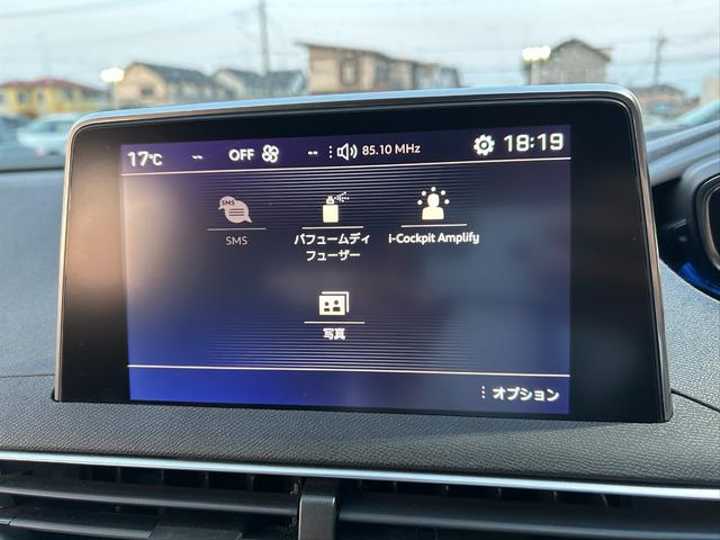 17℃ -- OFF -- 85.10 MHz 18:19
SMS
SMS
パフュームディ
フューザー
i-Cockpit Amplify
写真
オプション